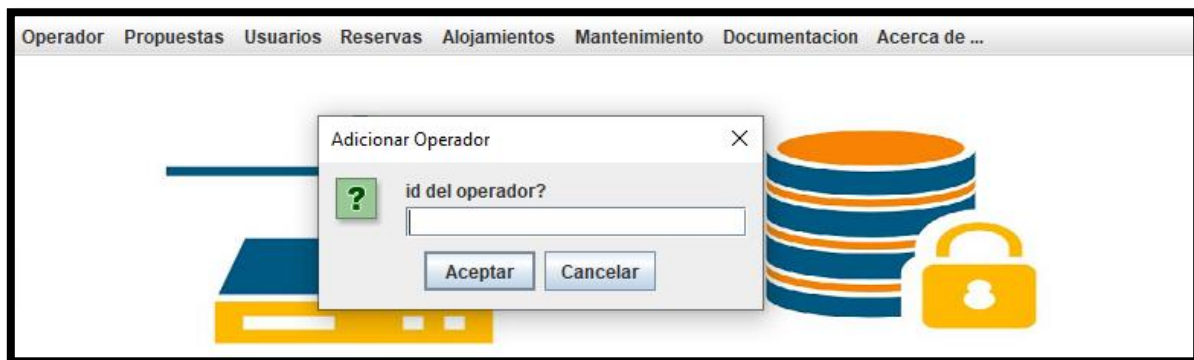 Operador Propuestas Usuarios Reservas Alojamientos Mantenimiento Documentacion Acerca de ...
Adicionar Operador
?
id del operador?
Aceptar Cancelar